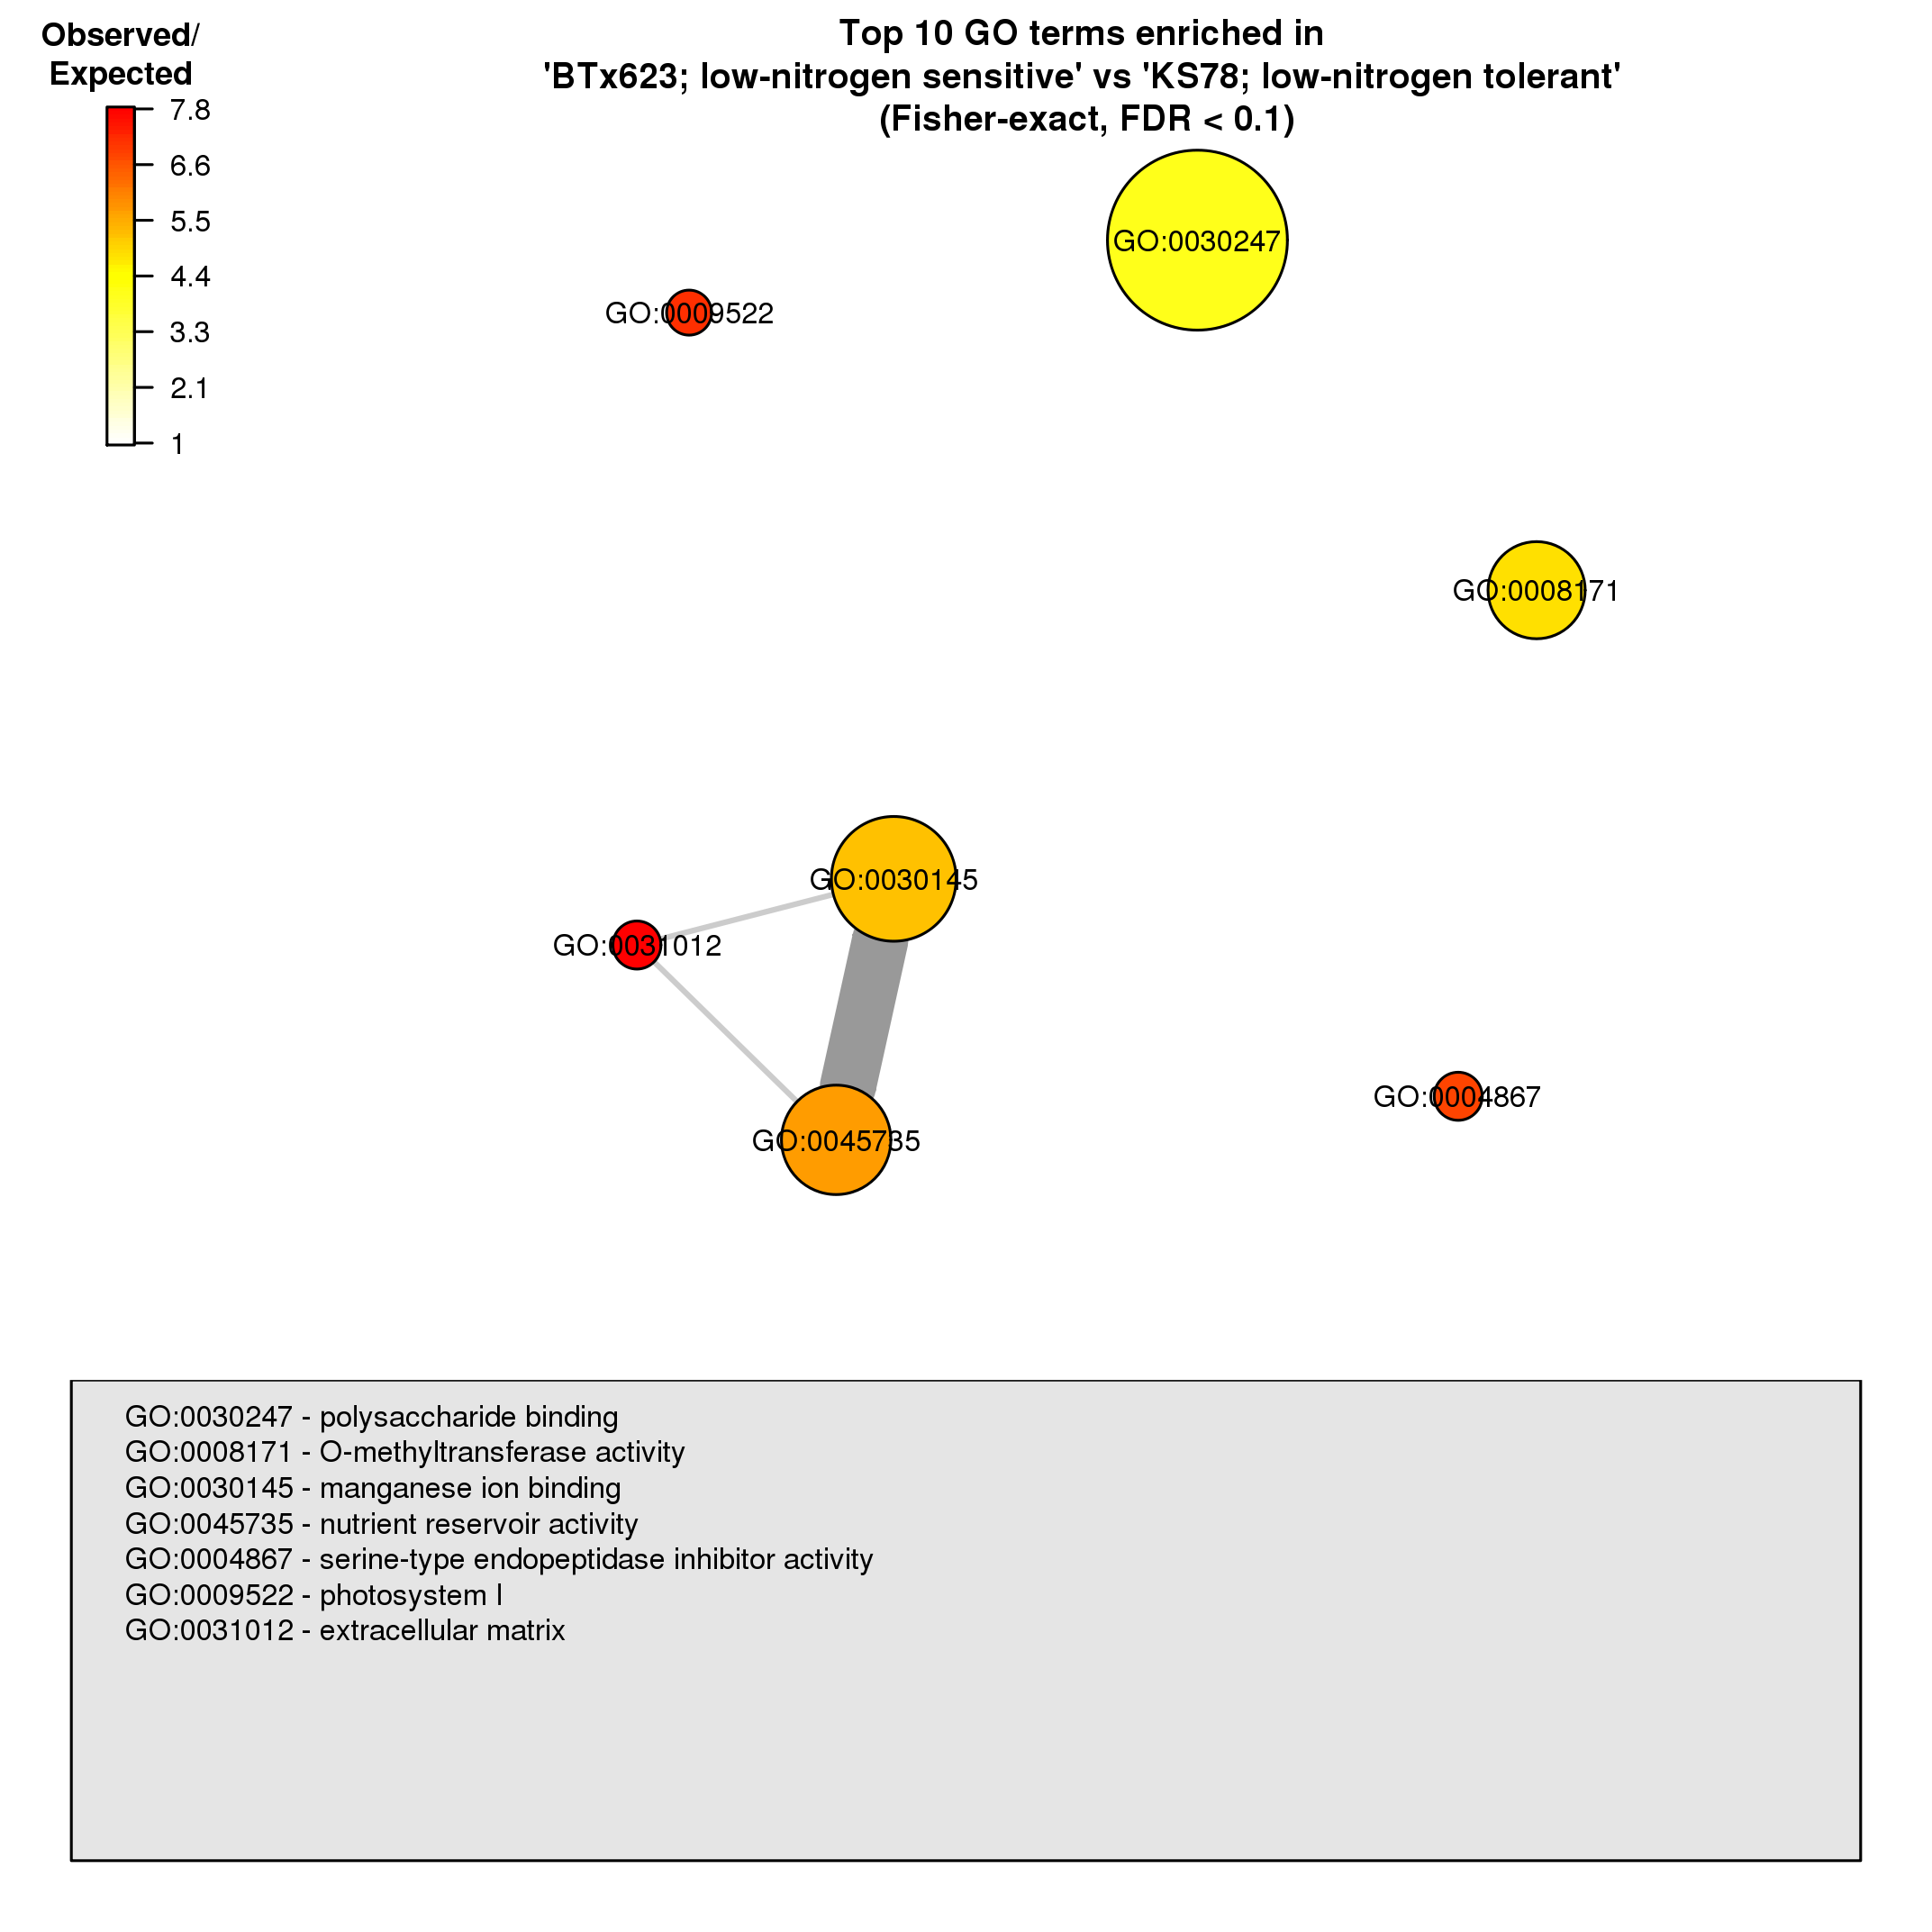 Observed/
Expected
7.8
6.6
5.5
4.4
3.3
2.1
1
Top 10 GO terms enriched in
'BTx623; low-nitrogen sensitive' vs 'KS78; low-nitrogen tolerant'
(Fisher-exact, FDR < 0.1)
GO:0030247
GO:0009522
GO:0008171
GO:0030145
GO:0031012
GO:0004867
GO:0045735
GO:0030247 - polysaccharide binding
GO:0008171 - O-methyltransferase activity
GO:0030145 - manganese ion binding
GO:0045735 - nutrient reservoir activity
GO:0004867 - serine-type endopeptidase inhibitor activity
GO:0009522 - photosystem I
GO:0031012 - extracellular matrix